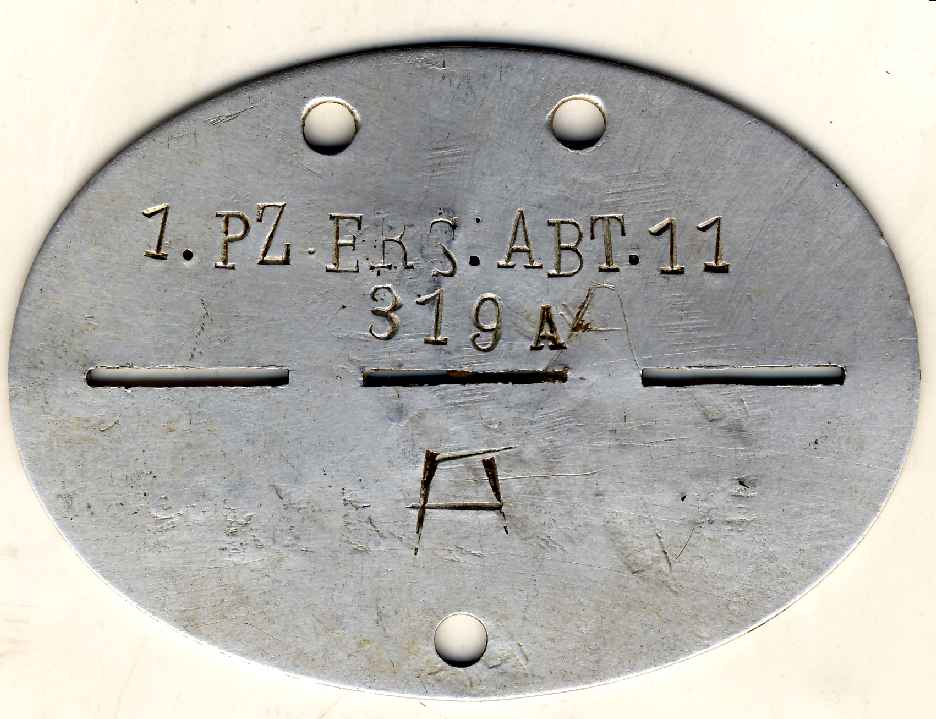 1. PZ. ERS. ABT. 11
319 A
A